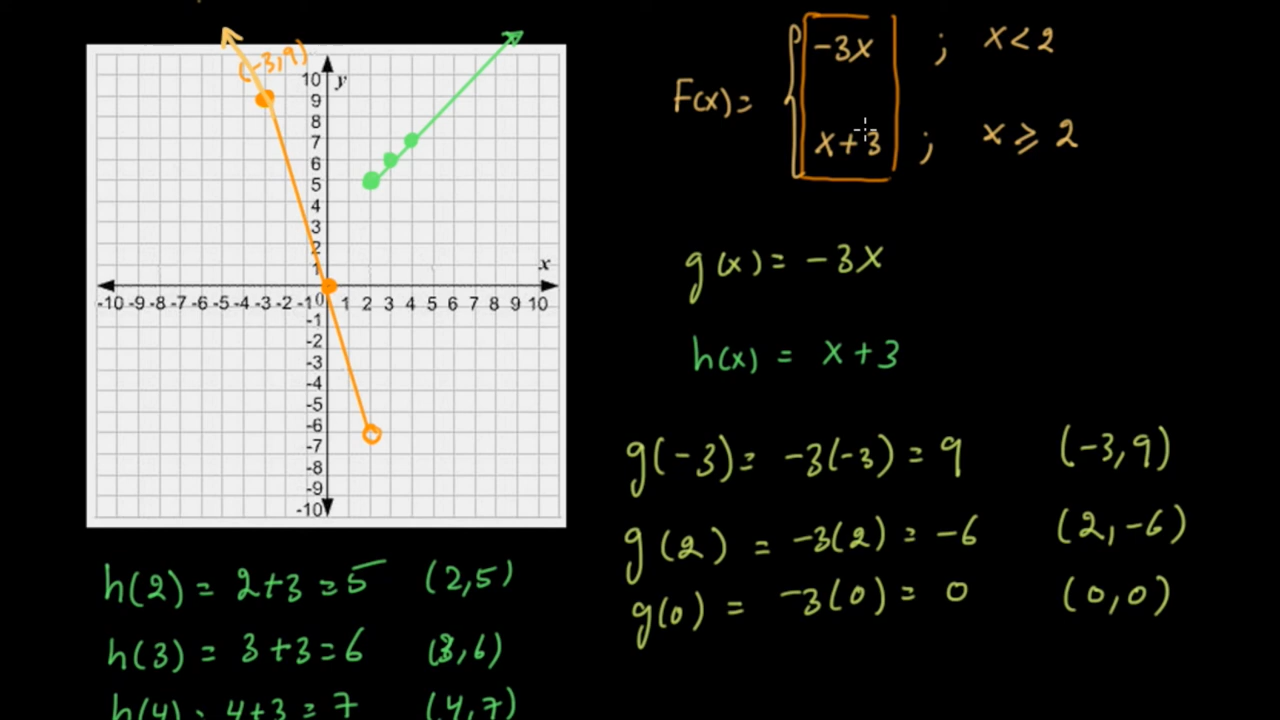 (-3,9)
y
10
9
8
7
6
5
4
3
2
1
x
-10 -9 -8 -7 -6 -5 -4 -3 -2 -1 0 1 2 3 4 5 6 7 8 9 10
-1
-2
-3
-4
-5
-6
-7
-8
-9
-10
h(2) = 2+3 = 5 (2,5)
h(3) = 3+3 = 6 (3,6)
h(4) = 4+3 = 7 (4,7)
-3x ; x < 2
F(x) =
x+3 ; x ⩾ 2
g(x) = -3x
h(x) = x+3
g(-3) = -3(-3) = 9 (-3,9)
g(2) = -3(2) = -6 (2,-6)
g(0) = -3(0) = 0 (0,0)